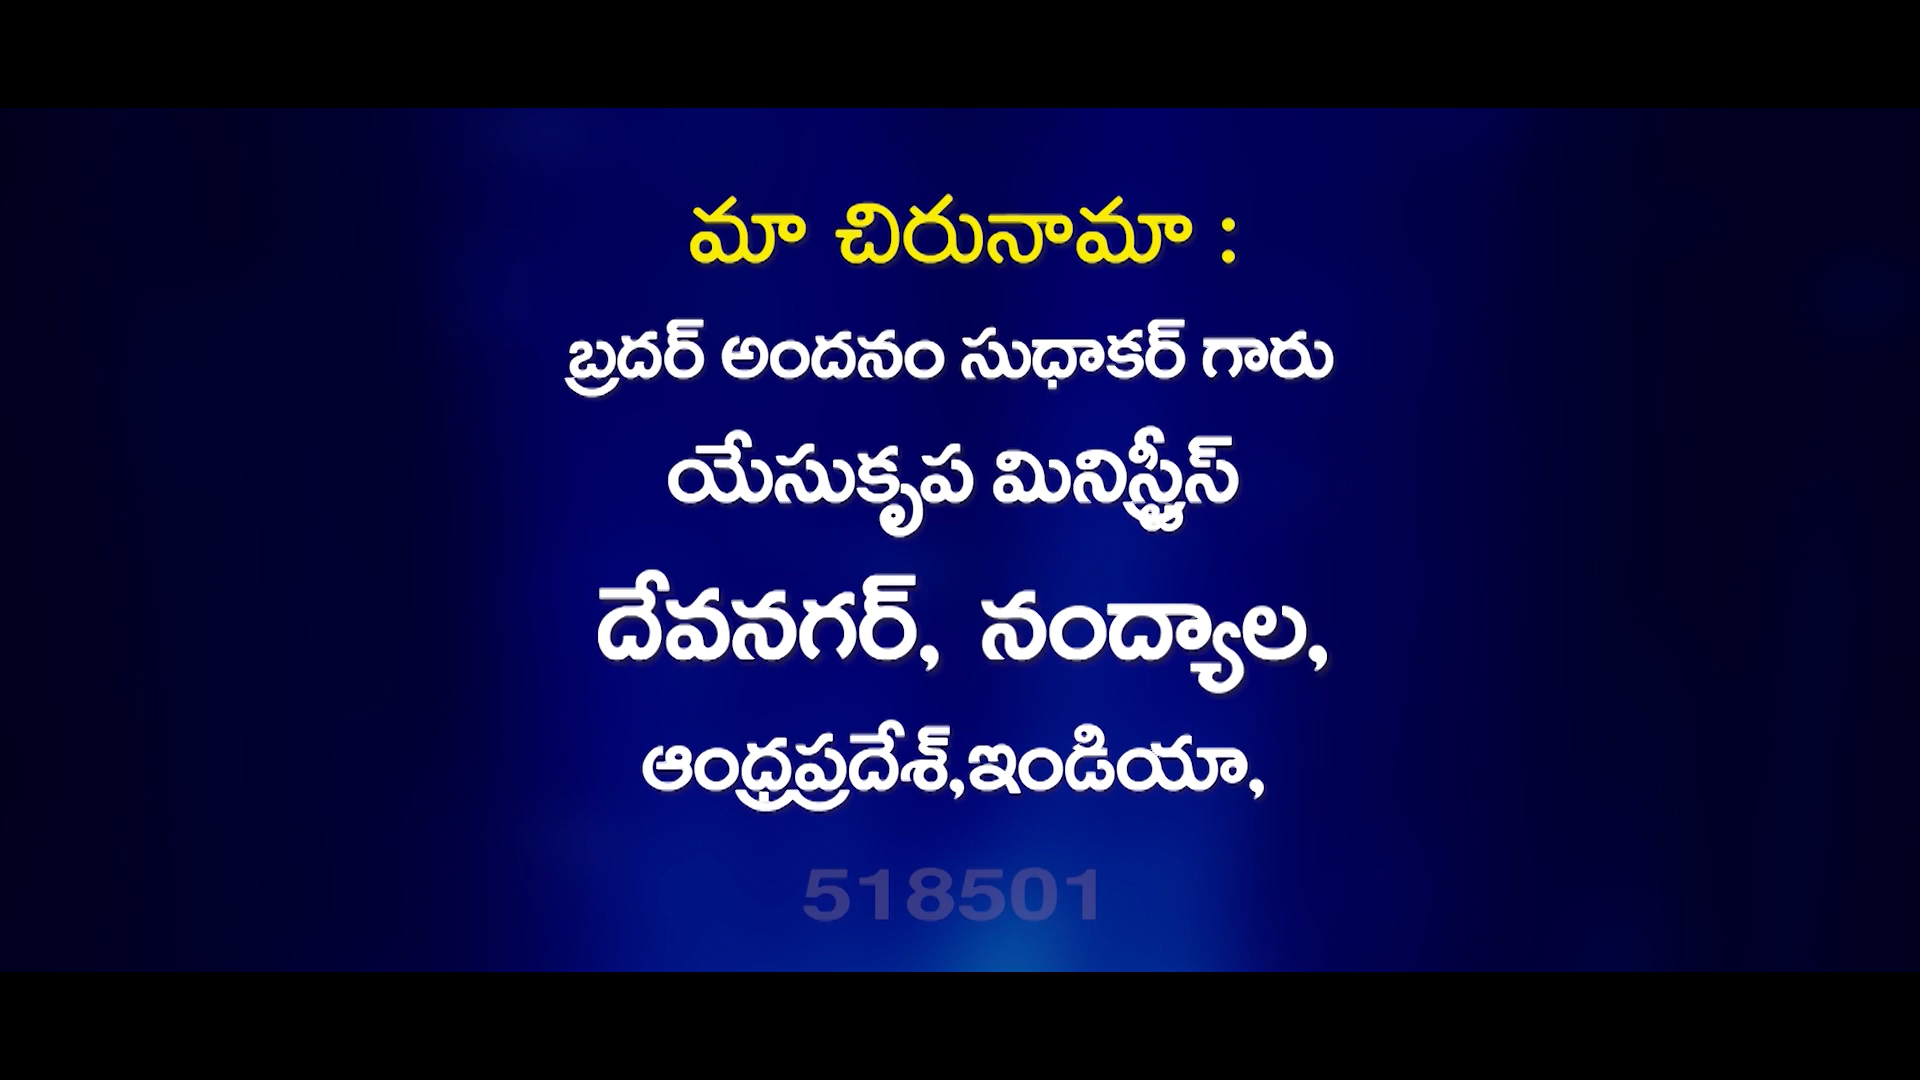 మా చిరునామా :
బ్రదర్ అందనం సుధాకర్ గారు
యేసుకృప మినిస్ట్రీస్
దేవనగర్, నంద్యాల,
ఆంధ్రప్రదేశ్,ఇండియా,
518501